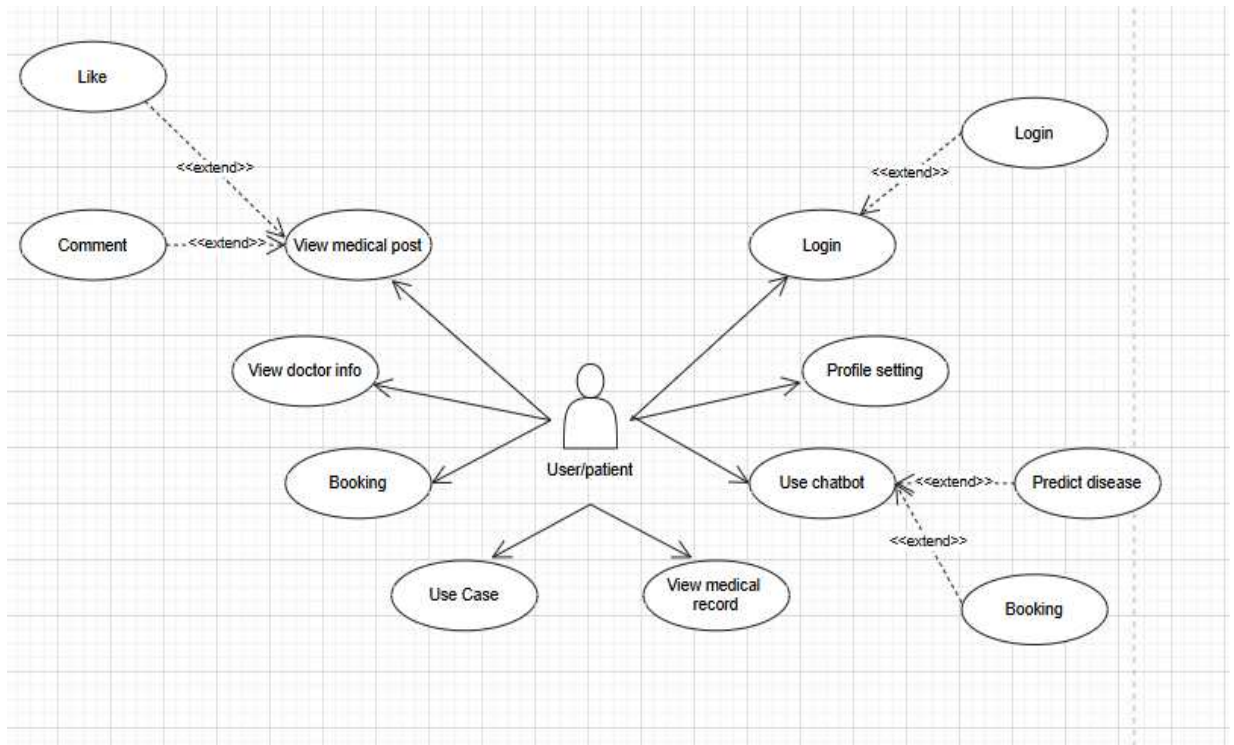 Like
Login
<<extend>>
<<extend>>
Comment
<<extend>>
View medical post
Login
View doctor info
Profile setting
User/patient
Booking
Use chatbot
<<extend>>
Predict disease
<<extend>>
Use Case
View medical
record
Booking